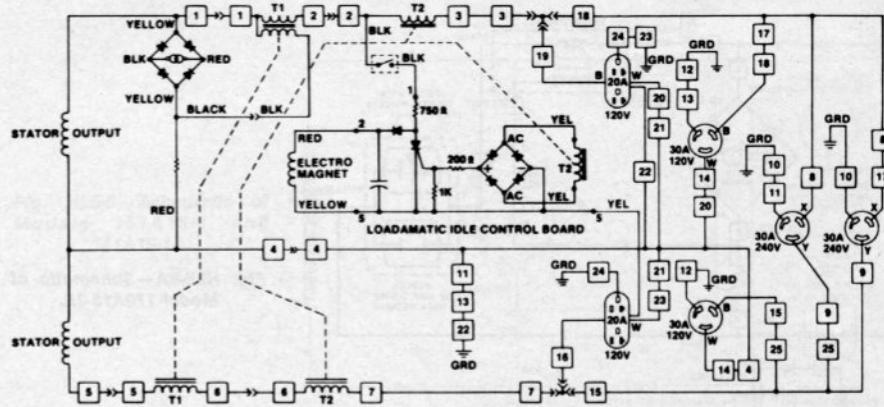 1 1 T1 2 2 T2 3 3 18
YELLOW
BLK RED
YELLOW
BLACK BLK
BLK
BLK
1
750 Ω
19
24 23
GRD
B 20A W
120V
GRD
12
13
17
18
20
21
22
30A
120V
B
W
14
20
GRD
10
11
8
X
30A
240V
Y
GRD
10
X
30A
240V
Y
8
17
9
STATOR OUTPUT
RED 2
ELECTRO
MAGNET
YELLOW 5
200 Ω
1K
AC YEL
AC
T2
YEL
5
LOADAMATIC IDLE CONTROL BOARD
RED
4 4
11
13
22
GRD
GRD 24
20A W
120V
21
23
12 GRD
30A
120V
B
W
15
25
14 4
9
25
16
STATOR OUTPUT
5 5 T1 6 6 T2 7 7 15